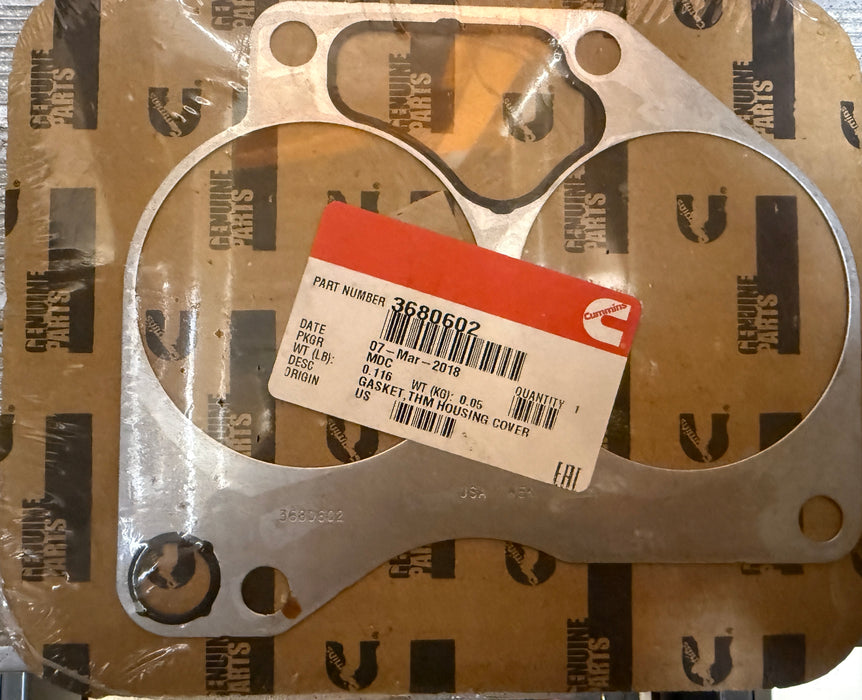 Cummins
PART NUMBER 3680602
DATE 07-Mar-2018
PKGR MDC
WT (LB): 0.116 WT (KG): 0.05
DESC GASKET,THM HOUSING COVER
ORIGIN US
QUANTITY 1
EAC
3680602
USA
GENUINE
PARTS
Cummins